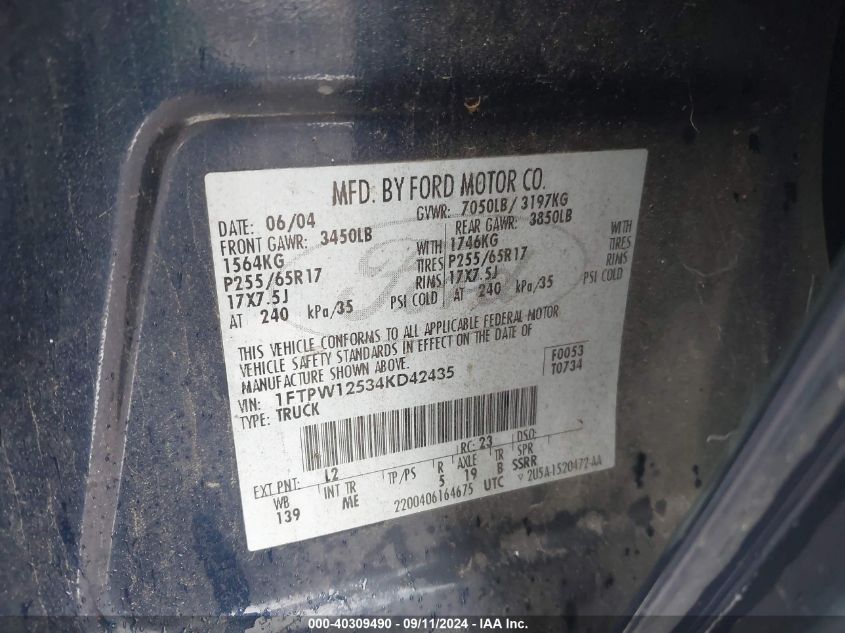 MFD. BY FORD MOTOR CO.
DATE: 06/04 GVWR: 7050LB/ 3197KG
FRONT GAWR: 3450LB REAR GAWR: 3850LB
1564KG WITH 1746KG WITH
P255/65R17 TIRES P255/65R17 TIRES
17X7.5J RIMS 17X7.5J RIMS
AT 240 kPa/35 PSI COLD AT 240 kPa/35 PSI COLD
Ford
THIS VEHICLE CONFORMS TO ALL APPLICABLE FEDERAL MOTOR
VEHICLE SAFETY STANDARDS IN EFFECT ON THE DATE OF
MANUFACTURE SHOWN ABOVE.
F0053
VIN: 1FTPW12534KD42435 T0734
TYPE: TRUCK
RC: 23 DSO:
EXT PNT: L2
WB INT TR TP/PS R AXLE TR SPR
139 ME 5 19 B SSRR
2200406164675 UTC 2U5A-1520472-AA
000-40309490 - 09/11/2024 - IAA Inc.